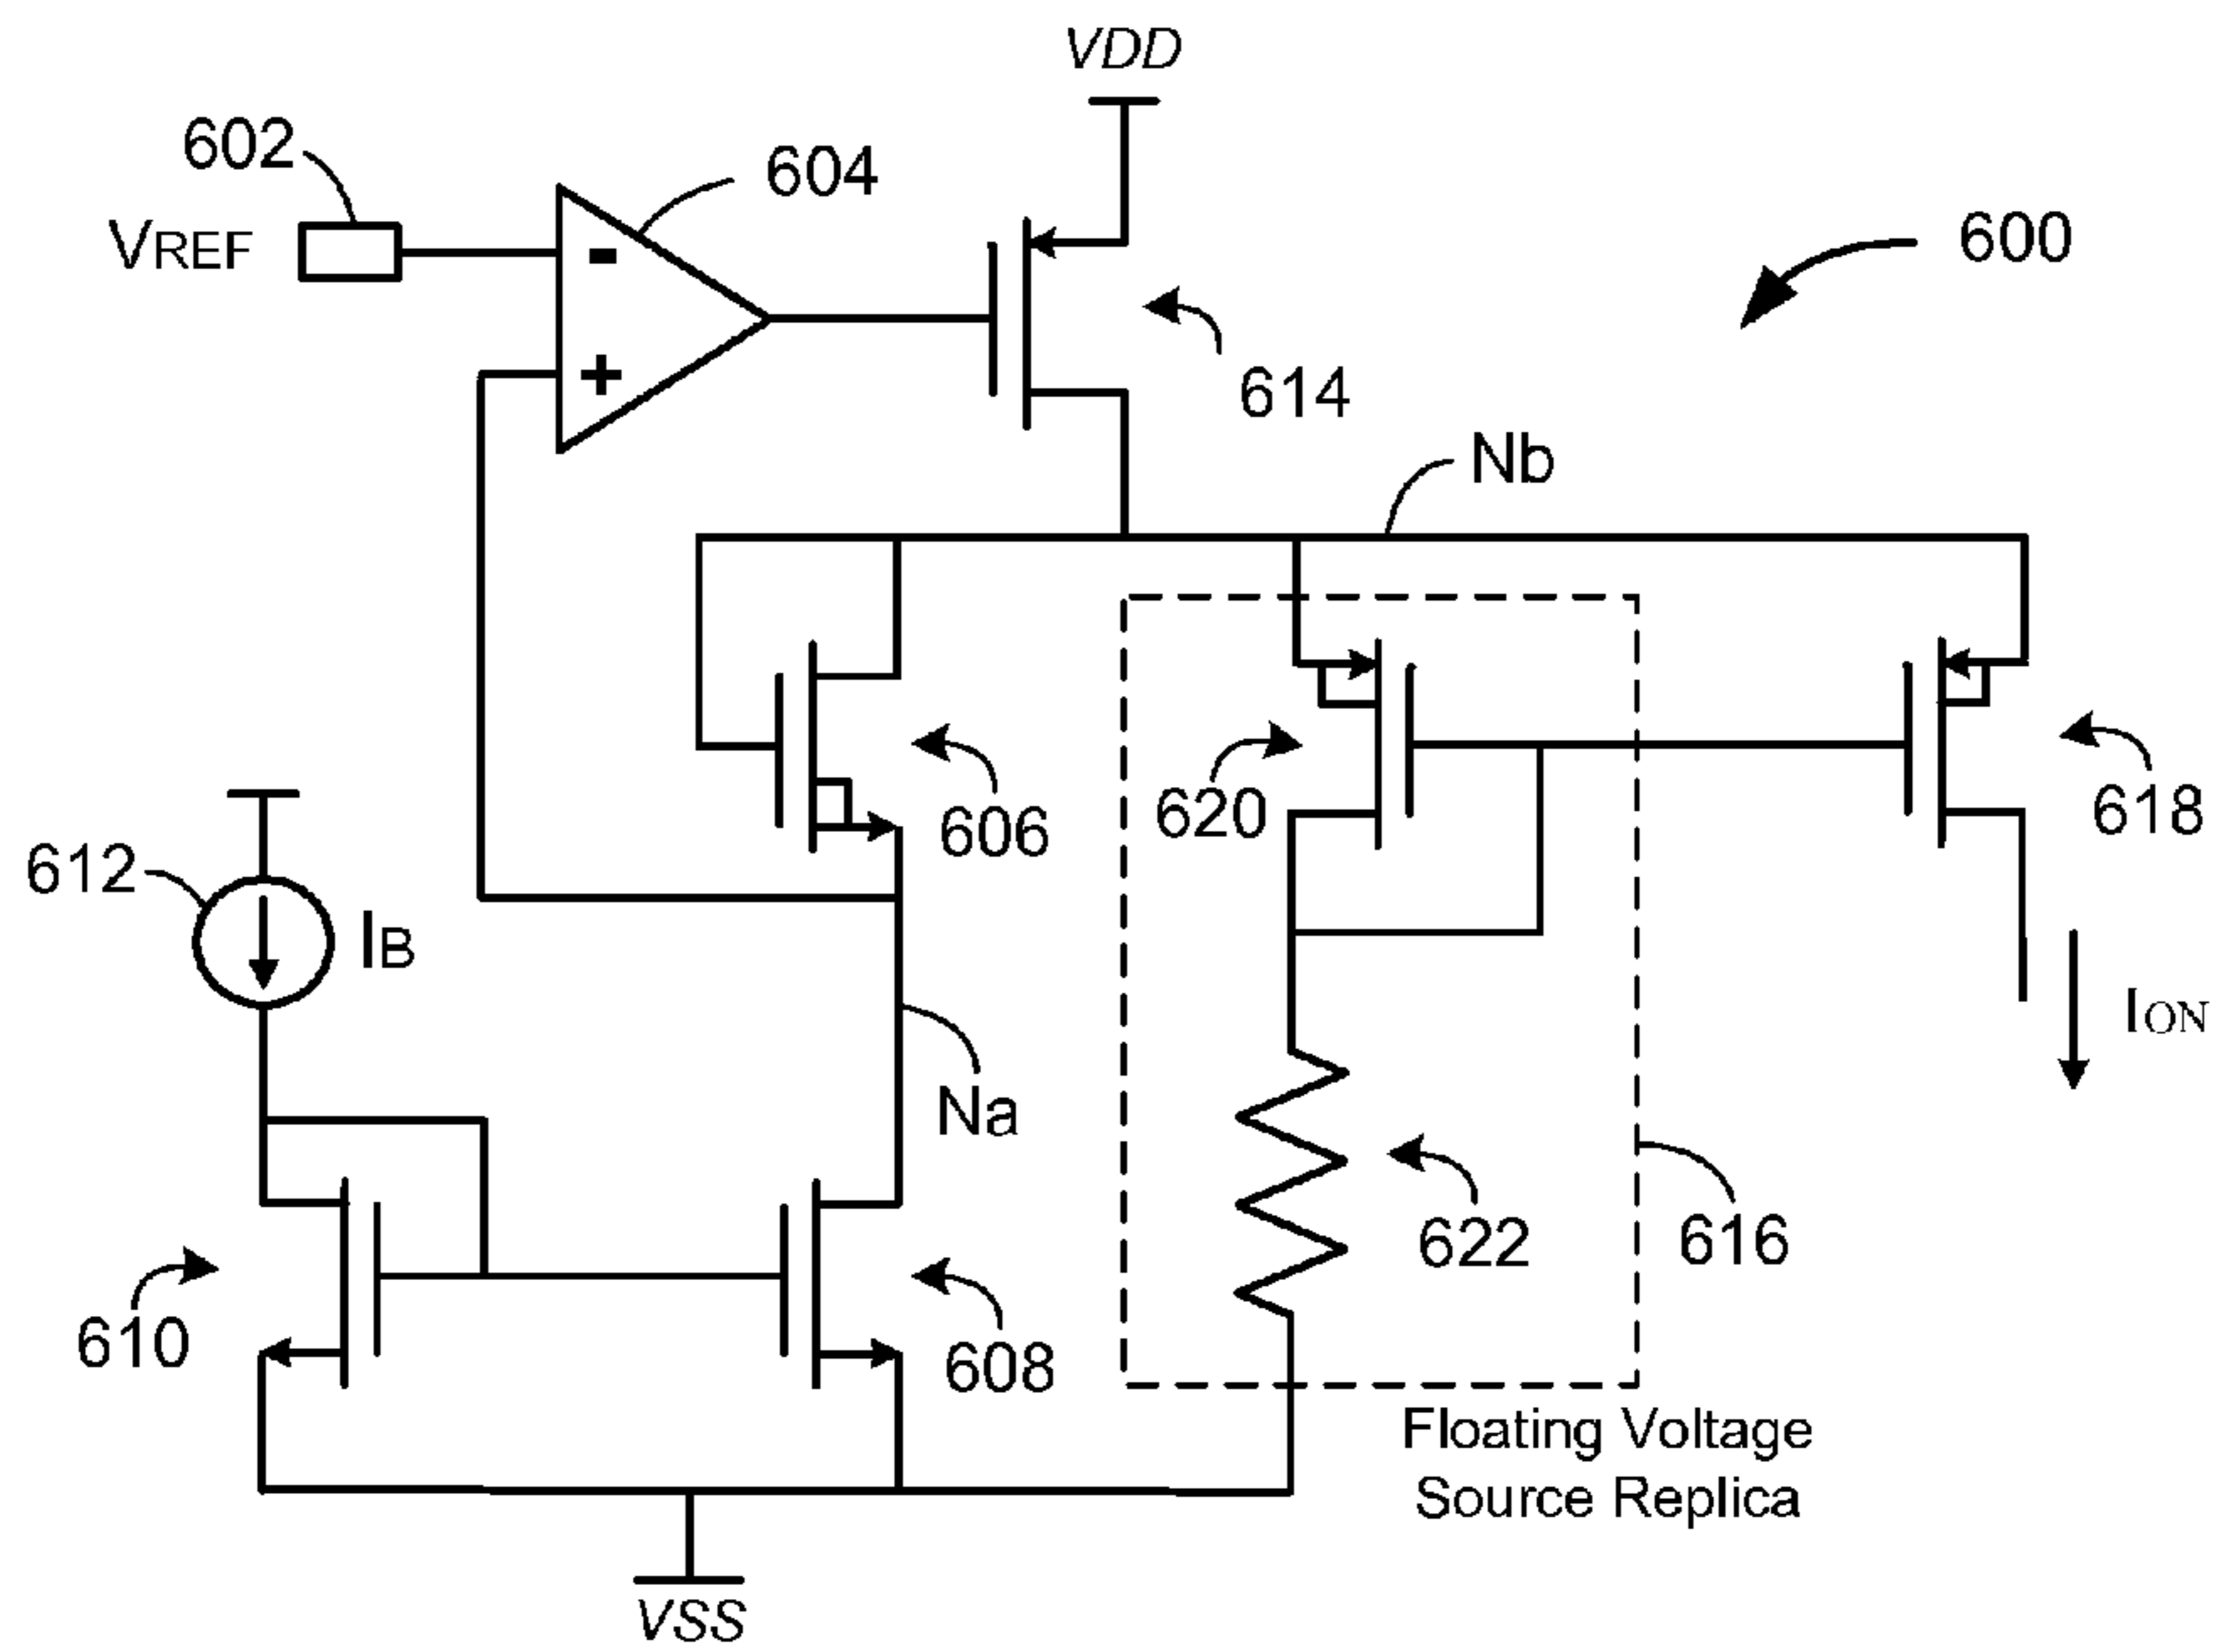 VDD
602
604
VREF
-
+
600
614
Nb
606
620
618
612
IB
ION
Na
622
616
610
608
Floating Voltage
Source Replica
VSS